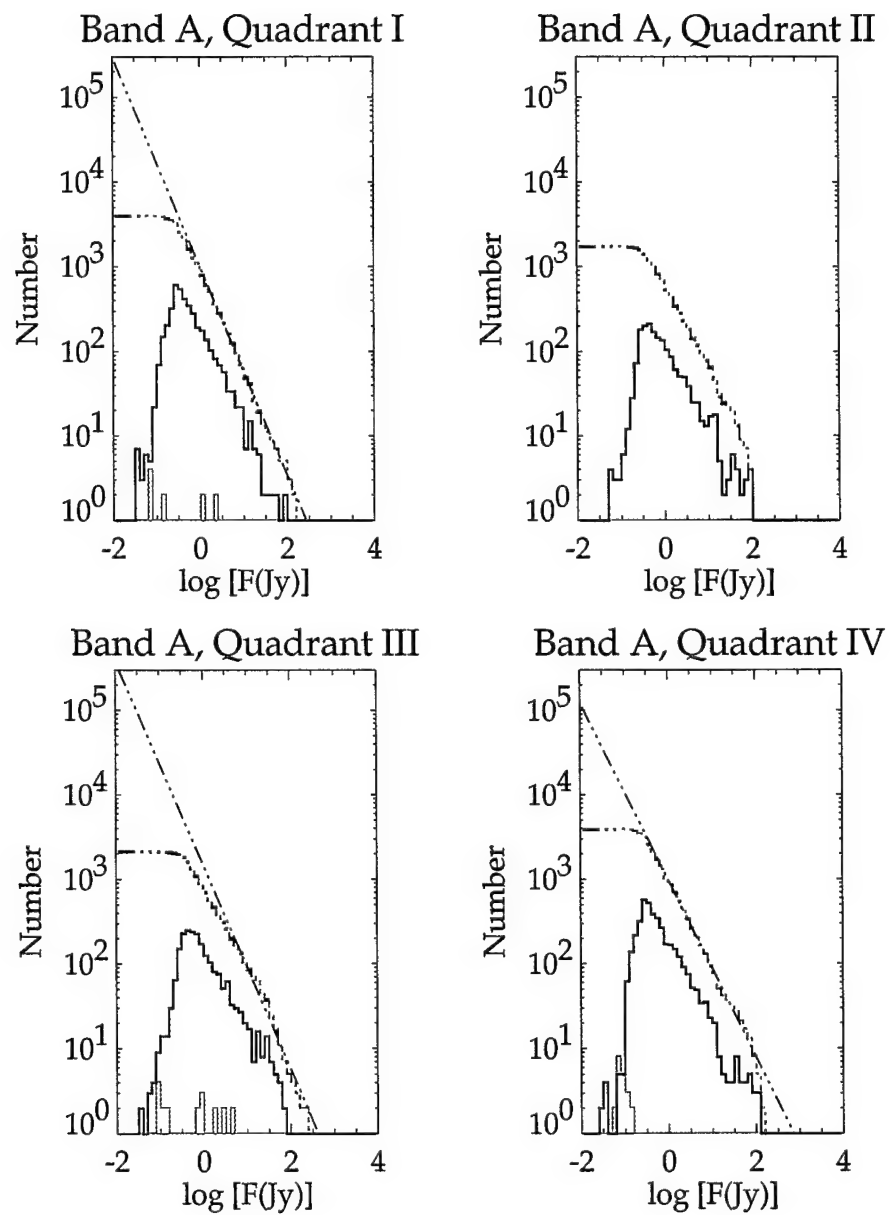 Band A, Quadrant I
10^5
10^4
10^3
10^2
10^1
10^0
Number
-2 0 2 4
log [F(Jy)]
Band A, Quadrant II
10^5
10^4
10^3
10^2
10^1
10^0
Number
-2 0 2 4
log [F(Jy)]
Band A, Quadrant III
10^5
10^4
10^3
10^2
10^1
10^0
Number
-2 0 2 4
log [F(Jy)]
Band A, Quadrant IV
10^5
10^4
10^3
10^2
10^1
10^0
Number
-2 0 2 4
log [F(Jy)]